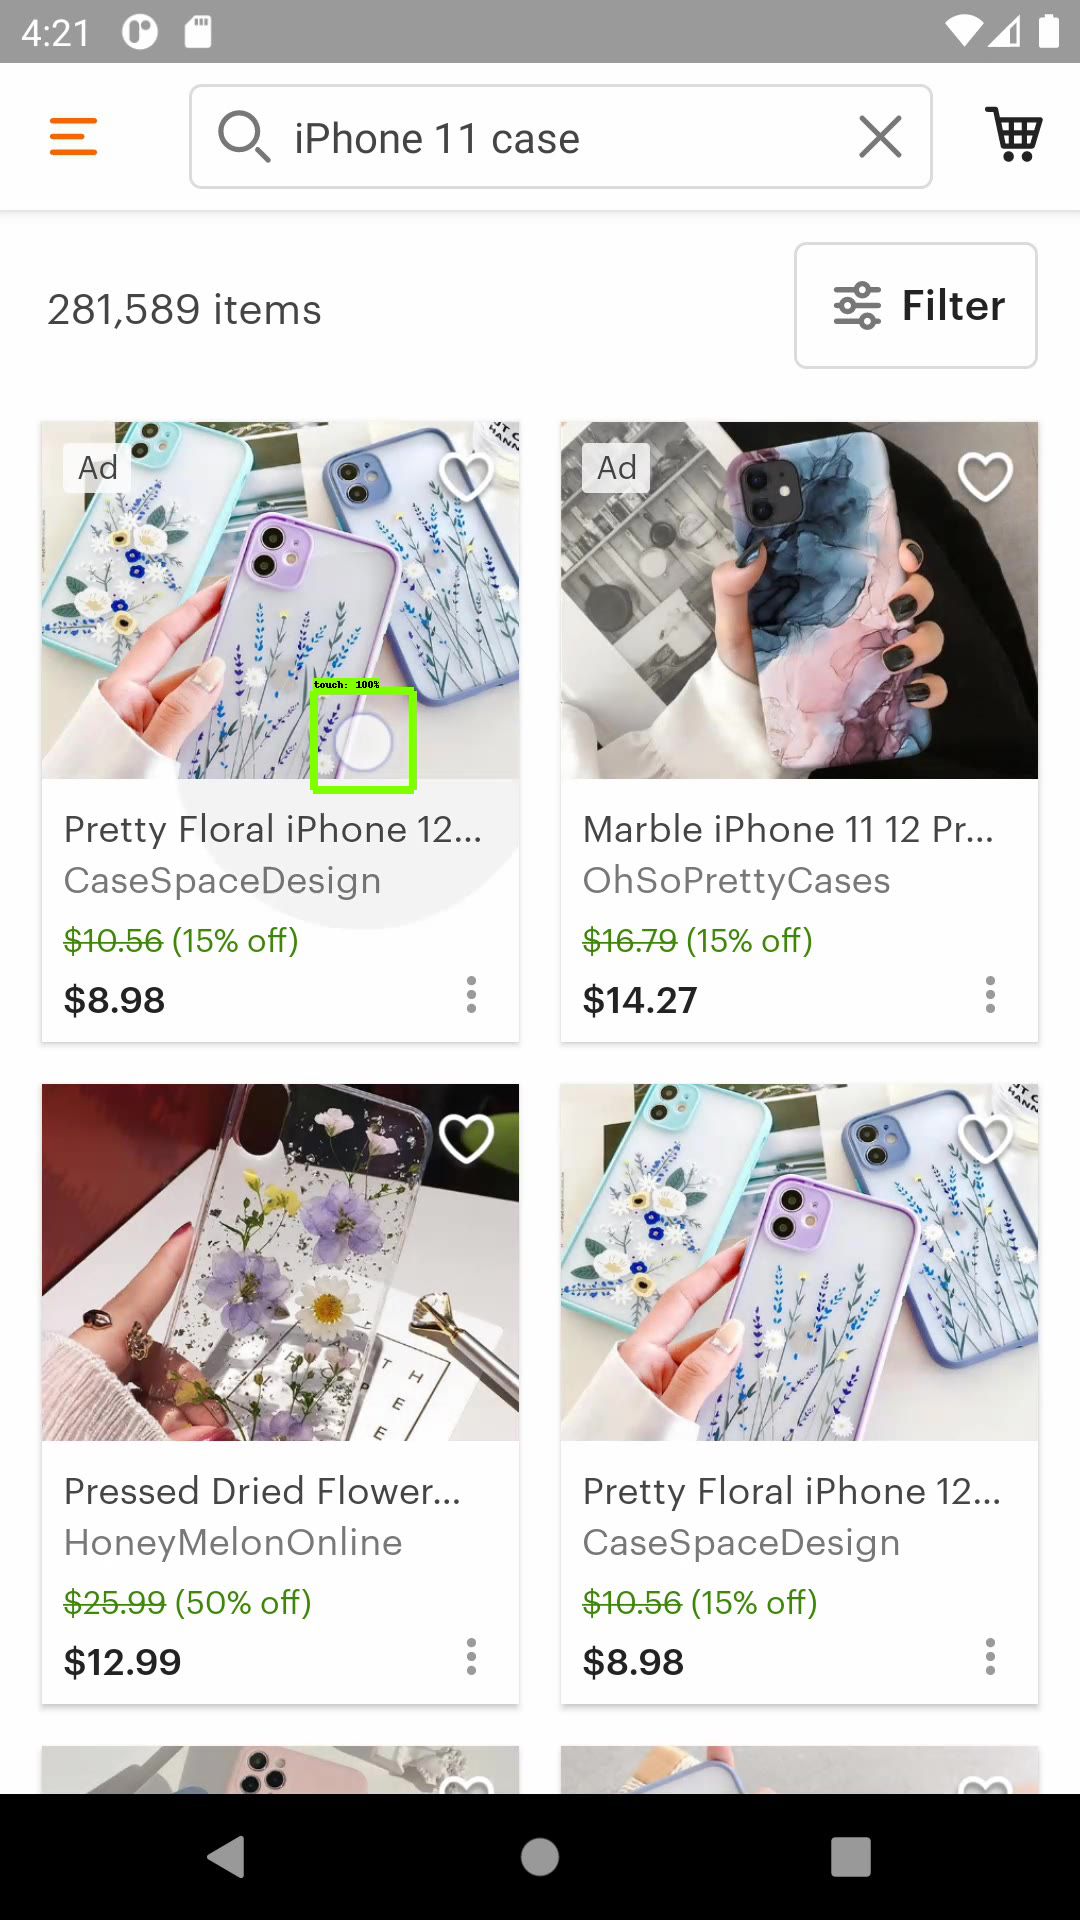 4:21
iPhone 11 case
281,589 items
Filter
Ad
Ad
touch: 100%
Pretty Floral iPhone 12...
CaseSpaceDesign
$10.56 (15% off)
$8.98
Marble iPhone 11 12 Pr...
OhSoPrettyCases
$16.79 (15% off)
$14.27
THEE
THEE
Pressed Dried Flower...
HoneyMelonOnline
$25.99 (50% off)
$12.99
Pretty Floral iPhone 12...
CaseSpaceDesign
$10.56 (15% off)
$8.98